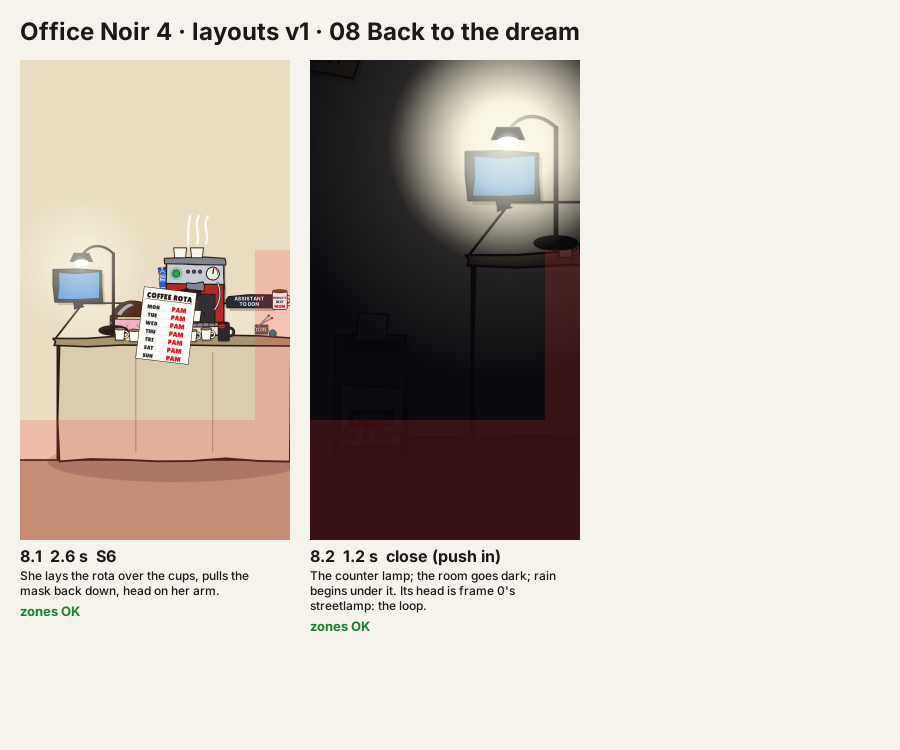 Office Noir 4 · layouts v1 · 08 Back to the dream
COFFEE ROTA
MON PAM
TUE PAM
WED PAM
THU PAM
FRI PAM
SAT PAM
SUN PAM
ASSISTANT
TO DON
BEST
8.1 2.6 s S6
She lays the rota over the cups, pulls the
mask back down, head on her arm.
zones OK
8.2 1.2 s close (push in)
The counter lamp; the room goes dark; rain
begins under it. Its head is frame 0's
streetlamp: the loop.
zones OK